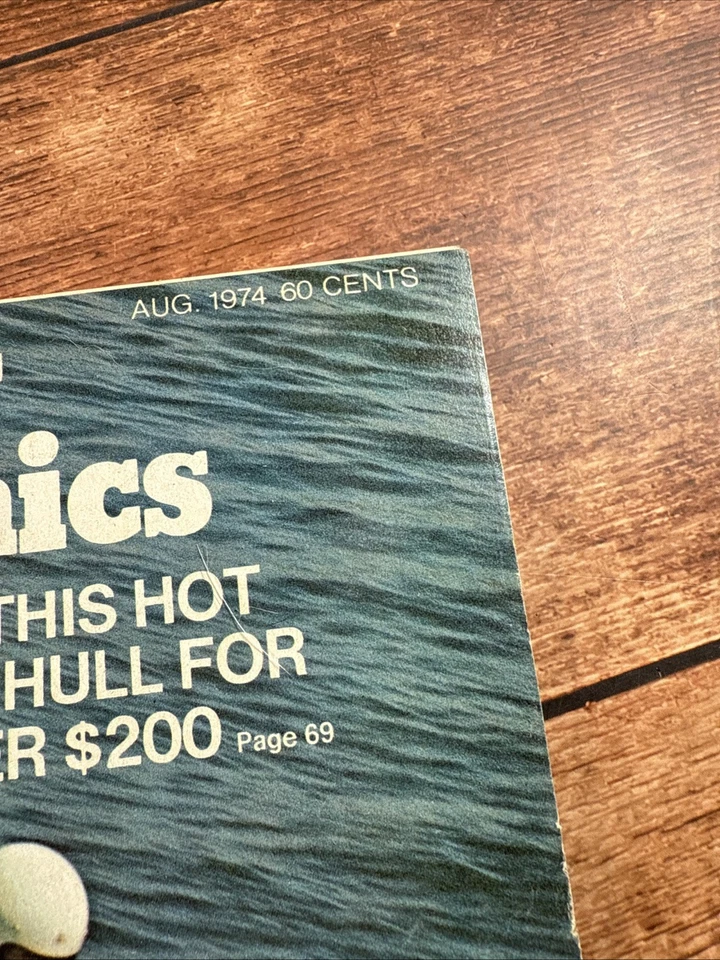 AUG. 1974 60 CENTS
nics
THIS HOT
HULL FOR
ER $200 Page 69